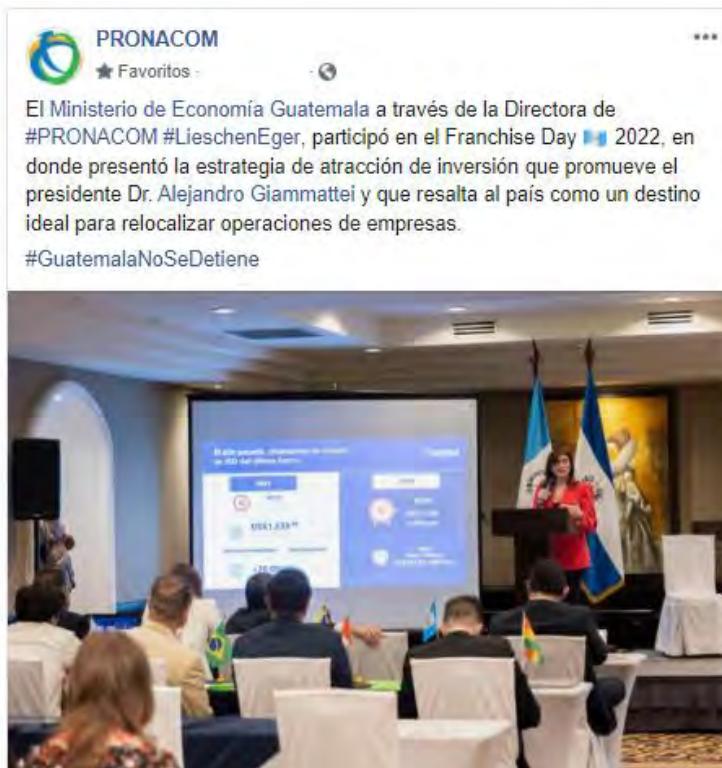 PRONACOM
Favoritos ·
El Ministerio de Economía Guatemala a través de la Directora de
#PRONACOM #LieschenEger, participó en el Franchise Day 2022, en
donde presentó la estrategia de atracción de inversión que promueve el
presidente Dr. Alejandro Giammattei y que resalta al país como un destino
ideal para relocalizar operaciones de empresas.
#GuatemalaNoSeDetiene